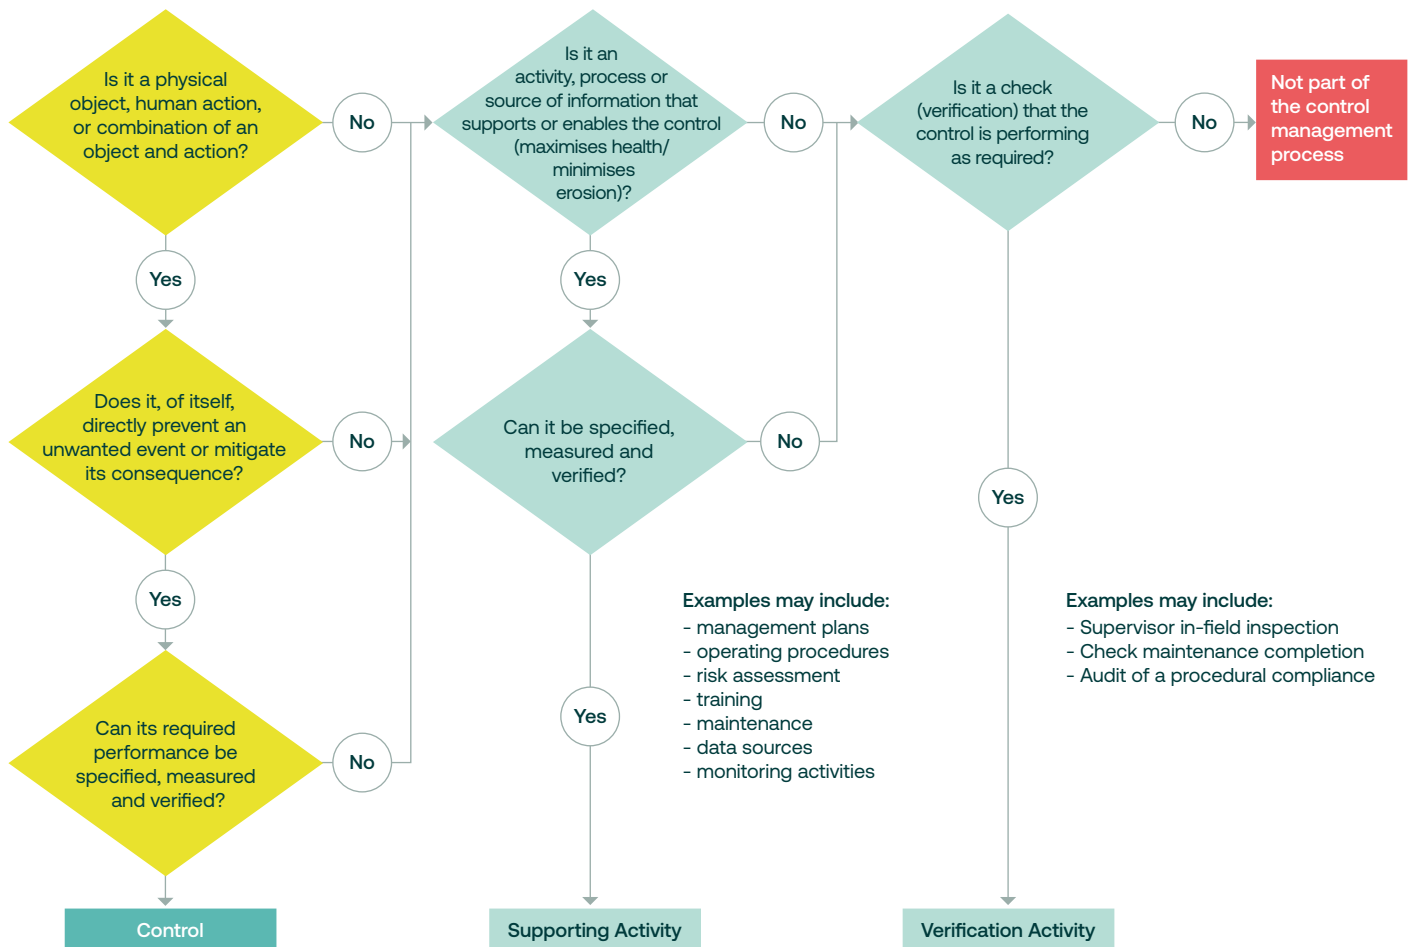 Is it a physical
object, human action,
or combination of an
object and action?
No
Is it an
activity, process or
source of information that
supports or enables the control
(maximises health/
minimises
erosion)?
No
Is it a check
(verification) that the
control is performing
as required?
No
Not part of
the control
management
process
Yes
Yes
Does it, of itself,
directly prevent an
unwanted event or mitigate
its consequence?
No
Can it be specified,
measured and
verified?
No
Yes
Yes
Examples may include:
- management plans
- operating procedures
- risk assessment
- training
- maintenance
- data sources
- monitoring activities
Examples may include:
- Supervisor in-field inspection
- Check maintenance completion
- Audit of a procedural compliance
Yes
Can its required
performance be
specified, measured
and verified?
No
Control
Supporting Activity
Verification Activity